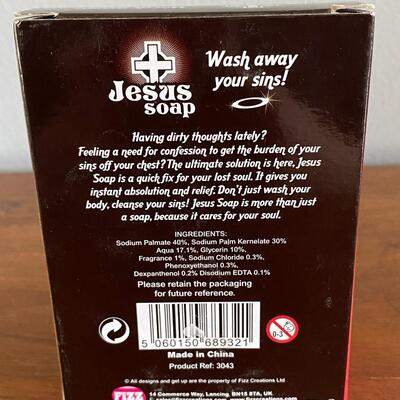 Jesus
soap
Wash away
your sins!
Having dirty thoughts lately?
Feeling a need for confession to get the burden of your
sins off your chest? The ultimate solution is here, Jesus
Soap is a quick fix for your lost soul. It gives you
instant absolution and relief. Don't just wash your
body, cleanse your sins! Jesus Soap is more than just
a soap, because it cares for your soul.
INGREDIENTS:
Sodium Palmate 40%, Sodium Palm Kernelate 30%
Aqua 17.1%, Glycerin 10%,
Fragrance 1%, Sodium Chloride 0.3%,
Phenoxyethanol 0.3%,
Dexpanthenol 0.2% Disodium EDTA 0.1%
Please retain the packaging
for future reference.
5 060150 689321
0-3
Made in China
Product Ref: 3043
© All designs and get up are the property of Fizz Creations Ltd
FIZZ
14 Commerce Way, Lancing, BN15 8TA, UK.